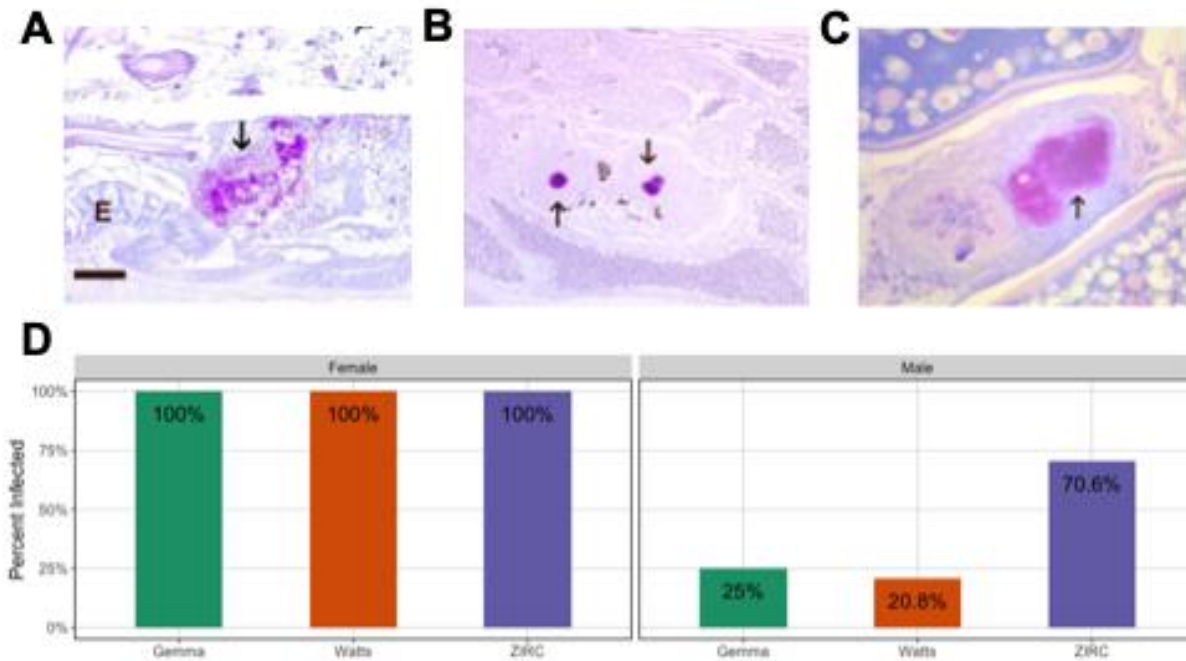 A
B
C
E
D
Female
Male
Percent Infected
100%
75%
50%
25%
0%
100%
100%
100%
25%
20.8%
70.6%
Gemma
Watts
ZIRC
Gemma
Watts
ZIRC